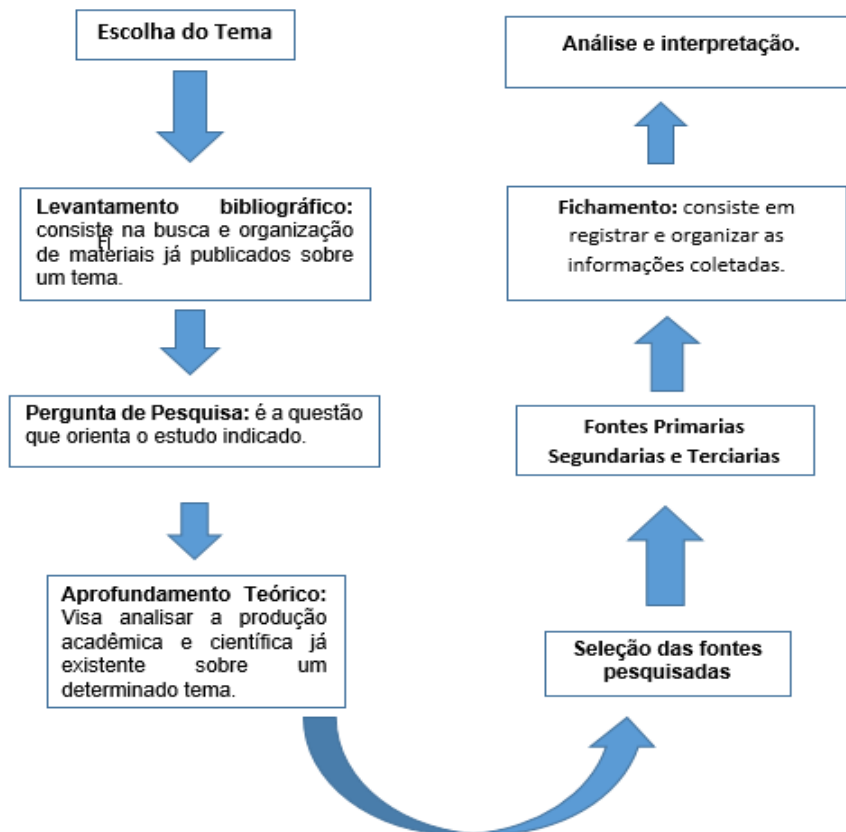 Escolha do Tema
Levantamento bibliográfico:
consiste na busca e organização
de materiais já publicados sobre
um tema.
Fi
Pergunta de Pesquisa: é a questão
que orienta o estudo indicado.
Aprofundamento Teórico:
Visa analisar a produção
acadêmica e científica já
existente sobre um
determinado tema.
Seleção das fontes
pesquisadas
Fontes Primarias
Segundarias e Terciarias
Fichamento: consiste em
registrar e organizar as
informações coletadas.
Análise e interpretação.